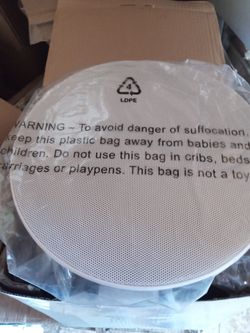 4
LDPE
WARNING – To avoid danger of suffocation,
keep this plastic bag away from babies and
children. Do not use this bag in cribs, beds
carriages or playpens. This bag is not a toy